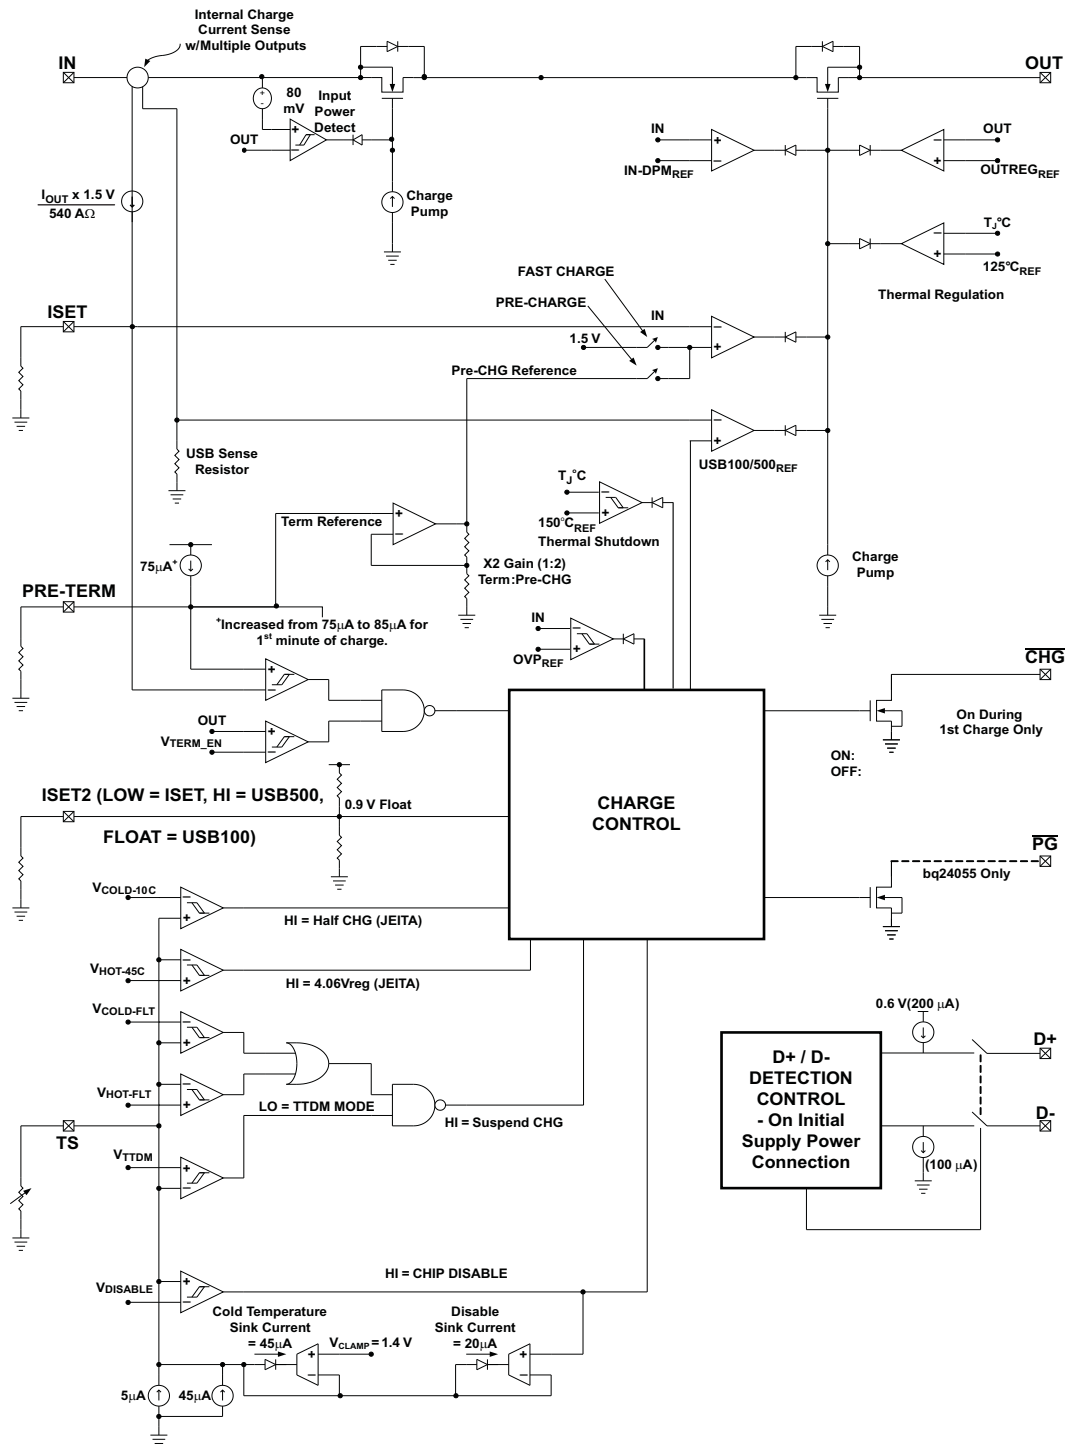 Internal Charge
Current Sense
w/Multiple Outputs
IN
OUT
80
mV
Input
Power
Detect
OUT
+
-
+
−
IN
IN-DPMREF
+
−
OUT
OUTREGREF
−
+
IOUT x 1.5 V
540 AΩ
Charge
Pump
TJ°C
125°CREF
−
+
Thermal Regulation
FAST CHARGE
PRE-CHARGE
ISET
IN
1.5 V
−
+
Pre-CHG Reference
USB Sense
Resistor
−
+
USB100/500REF
TJ°C
150°CREF
−
+
Thermal Shutdown
Term Reference
+
−
X2 Gain (1:2)
Term:Pre-CHG
75μA+
Charge
Pump
PRE-TERM
+Increased from 75μA to 85μA for
1st minute of charge.
IN
OVPREF
−
+
CHG
+
−
OUT
VTERM_EN
+
−
On During
1st Charge Only
ON:
OFF:
ISET2 (LOW = ISET, HI = USB500,
FLOAT = USB100)
0.9 V Float
CHARGE
CONTROL
PG
bq24055 Only
VCOLD-10C
−
+
HI = Half CHG (JEITA)
VHOT-45C
−
+
HI = 4.06Vreg (JEITA)
VCOLD-FLT
−
+
VHOT-FLT
−
+
LO = TTDM MODE
HI = Suspend CHG
TS
VTTDM
+
−
0.6 V(200 μA)
D+
D+ / D-
DETECTION
CONTROL
- On Initial
Supply Power
Connection
D-
(100 μA)
HI = CHIP DISABLE
VDISABLE
+
−
Cold Temperature
Sink Current
= 45μA
VCLAMP = 1.4 V
+
−
Disable
Sink Current
= 20μA
+
−
5μA
45μA